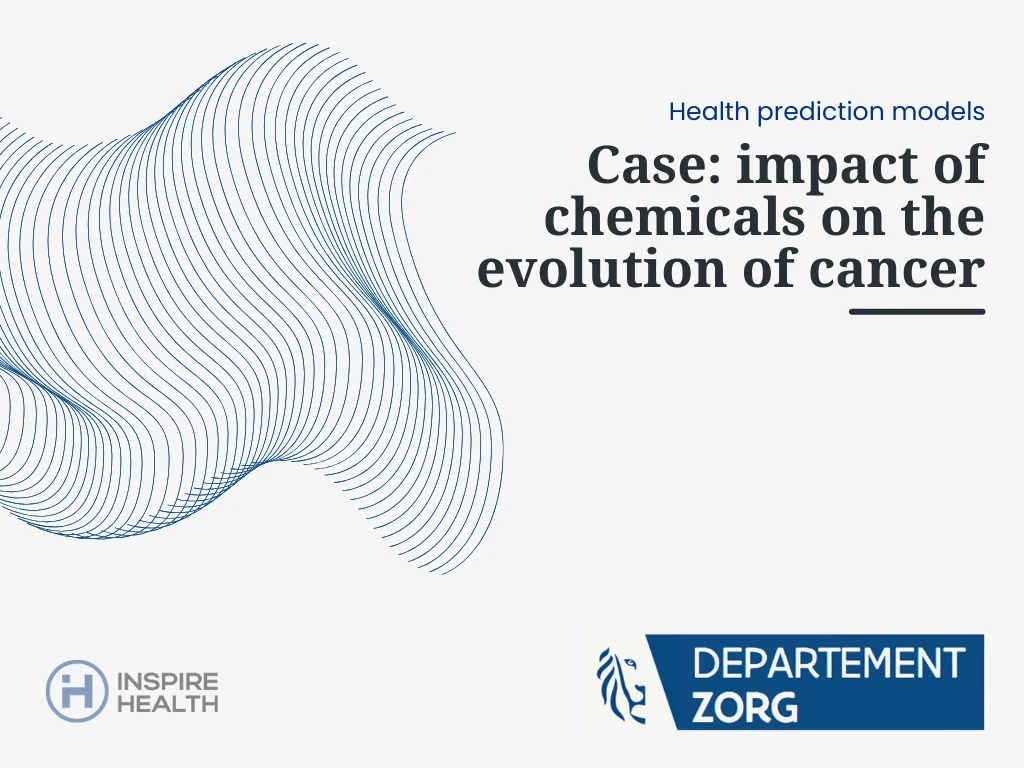 Health prediction models
Case: impact of
chemicals on the
evolution of cancer
INSPIRE
HEALTH
DEPARTEMENT
ZORG